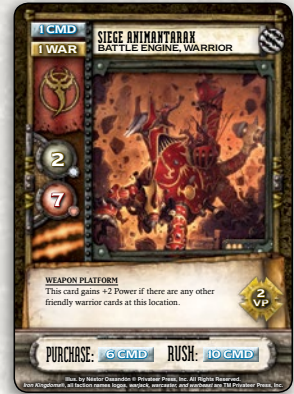 1 CMD
1 WAR
SIEGE ANIMANTARAX
BATTLE ENGINE, WARRIOR
2
7
WEAPON PLATFORM
This card gains +2 Power if there are any other
friendly warrior cards at this location.
2
VP
PURCHASE: 6 CMD RUSH: 10 CMD
Illus. by Néstor Ossandón © Privateer Press, Inc. All Rights Reserved.
Iron Kingdoms®, all faction names logos, warjack, warcaster, and warbeast are TM Privateer Press, Inc.